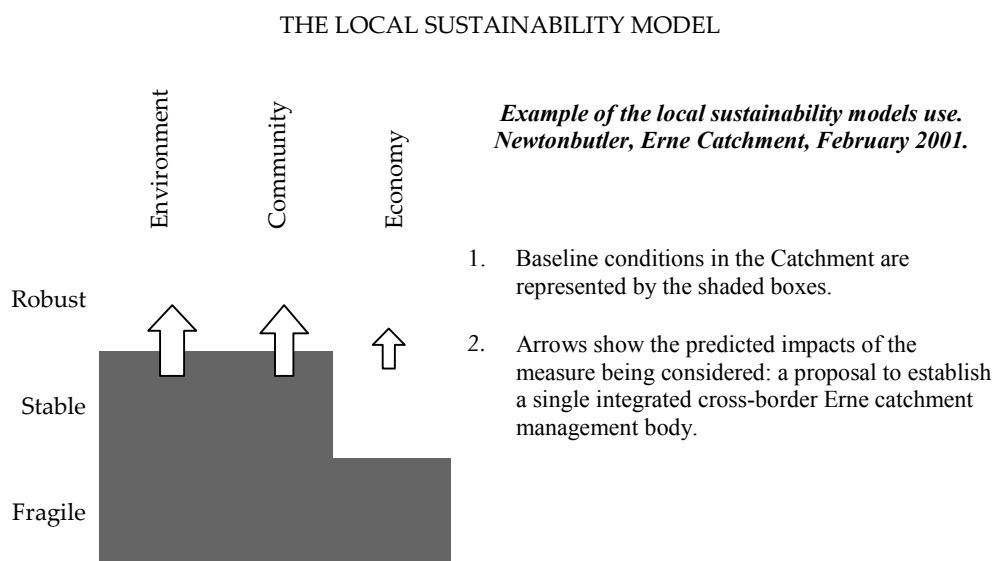 THE LOCAL SUSTAINABILITY MODEL
Environment
Community
Economy
Example of the local sustainability models use.
Newtonbutler, Erne Catchment, February 2001.
Robust
Stable
Fragile
1. Baseline conditions in the Catchment are
represented by the shaded boxes.
2. Arrows show the predicted impacts of the
measure being considered: a proposal to establish
a single integrated cross-border Erne catchment
management body.